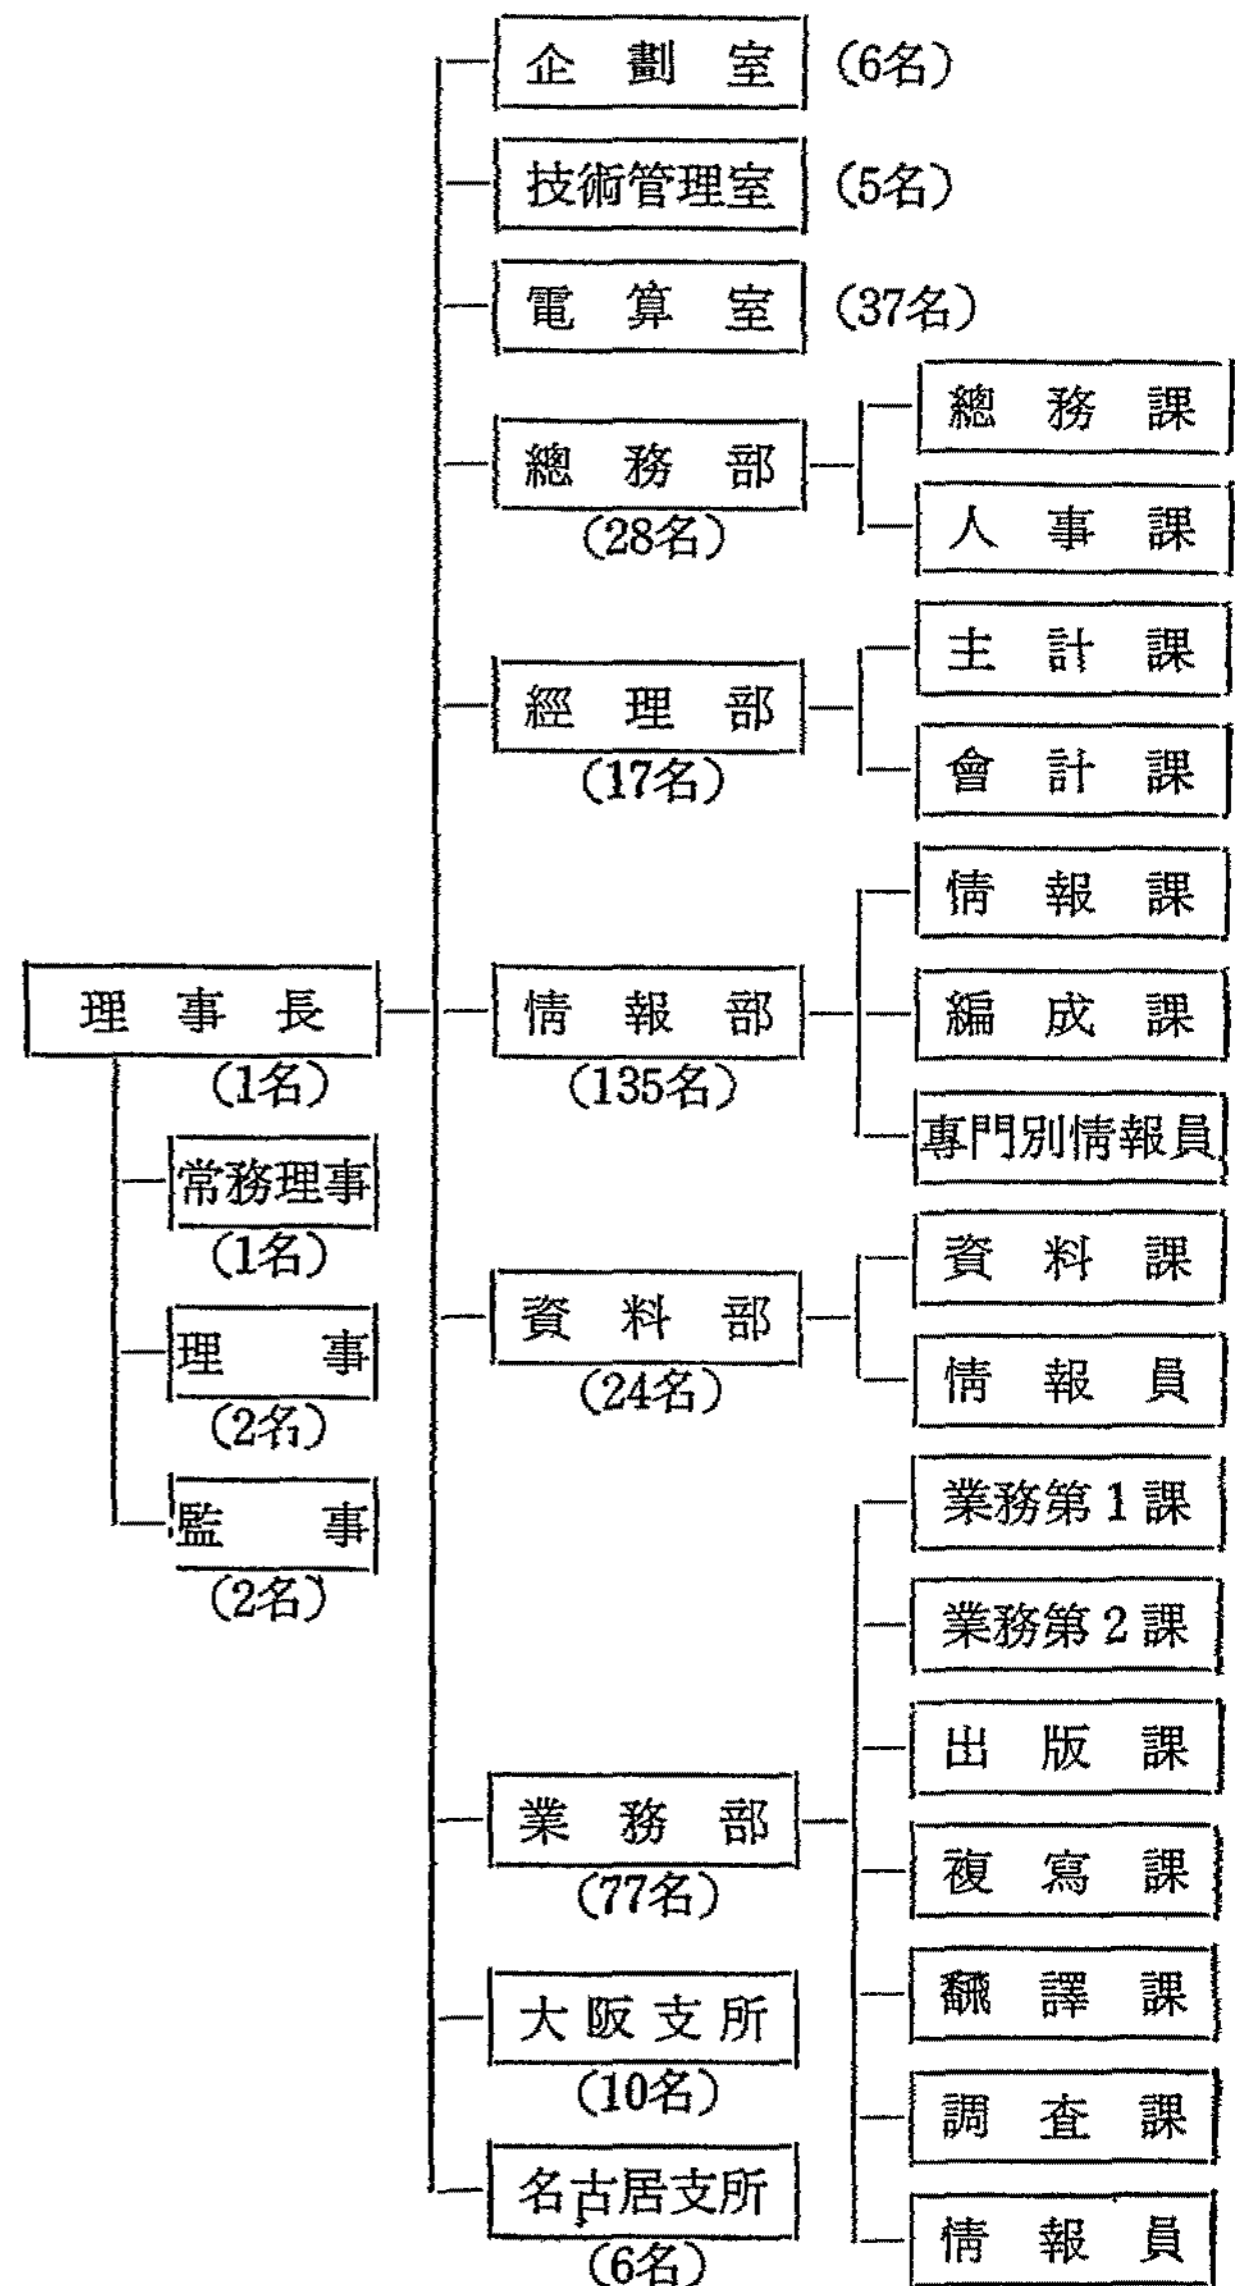 理事長
(1名)
常務理事
(1名)
理事
(2名)
監事
(2名)
企劃室 (6名)
技術管理室 (5名)
電算室 (37名)
總務部
(28名)
總務課
人事課
經理部
(17名)
主計課
會計課
情報部
(135名)
情報課
編成課
專門別情報員
資料部
(24名)
資料課
情報員
業務部
(77名)
業務第1課
業務第2課
出版課
複寫課
飜譯課
調査課
情報員
大阪支所
(10名)
名古居支所
(6名)